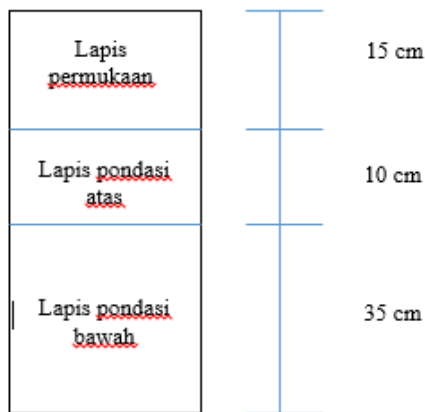 Lapis
permukaan
15 cm
Lapis pondasi
atas
10 cm
Lapis pondasi
bawah
35 cm